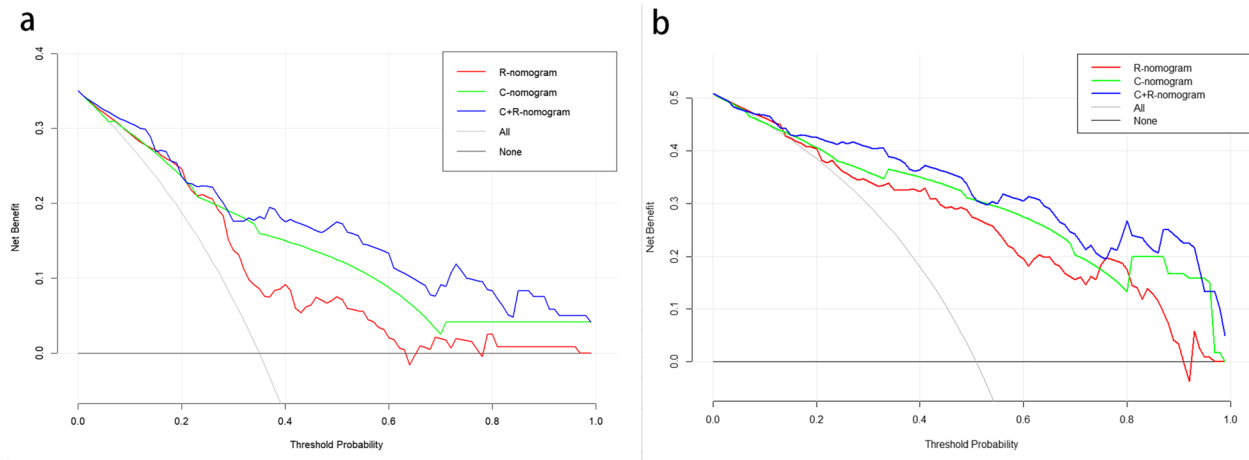 a
0.4
0.3
0.2
0.1
0.0
Net Benefit
R-nomogram
C-nomogram
C+R-nomogram
All
None
0.0 0.2 0.4 0.6 0.8 1.0
Threshold Probability
b
0.5
0.4
0.3
0.2
0.1
0.0
Net Benefit
R-nomogram
C-nomogram
C+R-nomogram
All
None
0.0 0.2 0.4 0.6 0.8 1.0
Threshold Probability